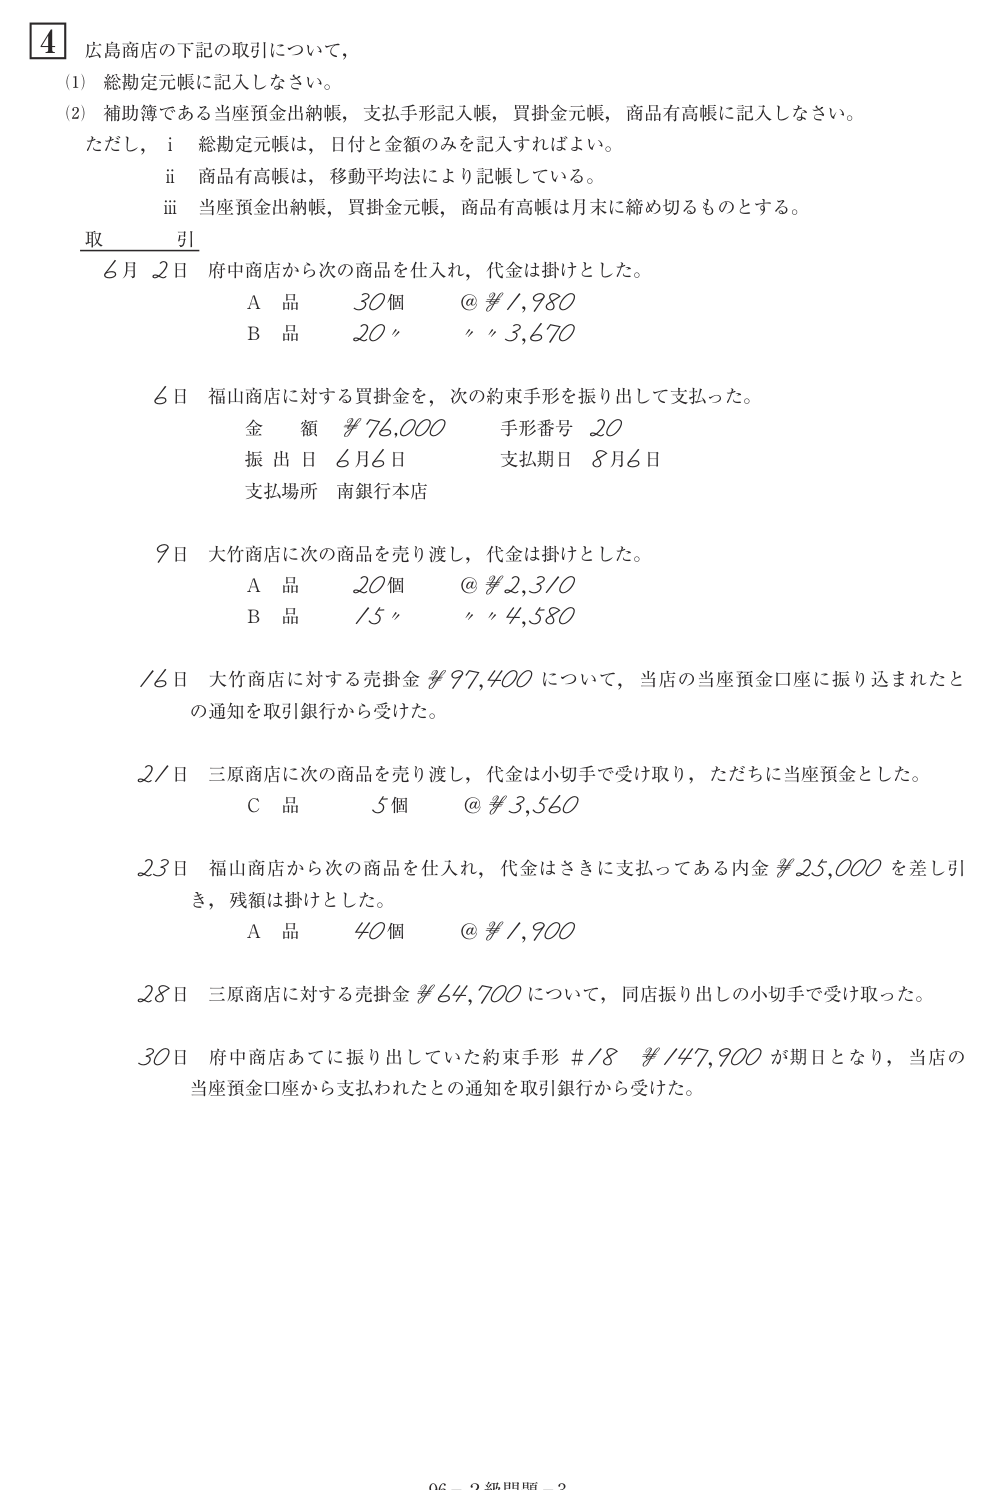 4 広島商店の下記の取引について，
⑴ 総勘定元帳に記入しなさい。
⑵ 補助簿である当座預金出納帳，支払手形記入帳，買掛金元帳，商品有高帳に記入しなさい。
ただし， ⅰ 総勘定元帳は，日付と金額のみを記入すればよい。
ⅱ 商品有高帳は，移動平均法により記帳している。
ⅲ 当座預金出納帳，買掛金元帳，商品有高帳は月末に締め切るものとする。
取 引
6月 2日 府中商店から次の商品を仕入れ，代金は掛けとした。
A 品 30個 @¥1,980
B 品 20〃 〃〃3,670
6日 福山商店に対する買掛金を，次の約束手形を振り出して支払った。
金 額 ¥76,000 手形番号 20
振 出 日 6月6日 支払期日 8月6日
支払場所 南銀行本店
9日 大竹商店に次の商品を売り渡し，代金は掛けとした。
A 品 20個 @¥2,310
B 品 15〃 〃〃4,580
16日 大竹商店に対する売掛金¥97,400 について，当店の当座預金口座に振り込まれたと
の通知を取引銀行から受けた。
21日 三原商店に次の商品を売り渡し，代金は小切手で受け取り，ただちに当座預金とした。
C 品 5個 @¥3,560
23日 福山商店から次の商品を仕入れ，代金はさきに支払ってある内金¥25,000 を差し引
き，残額は掛けとした。
A 品 40個 @¥1,900
28日 三原商店に対する売掛金¥64,700 について，同店振り出しの小切手で受け取った。
30日 府中商店あてに振り出していた約束手形 #18 ¥147,900 が期日となり，当店の
当座預金口座から支払われたとの通知を取引銀行から受けた。
96－2級問題－3